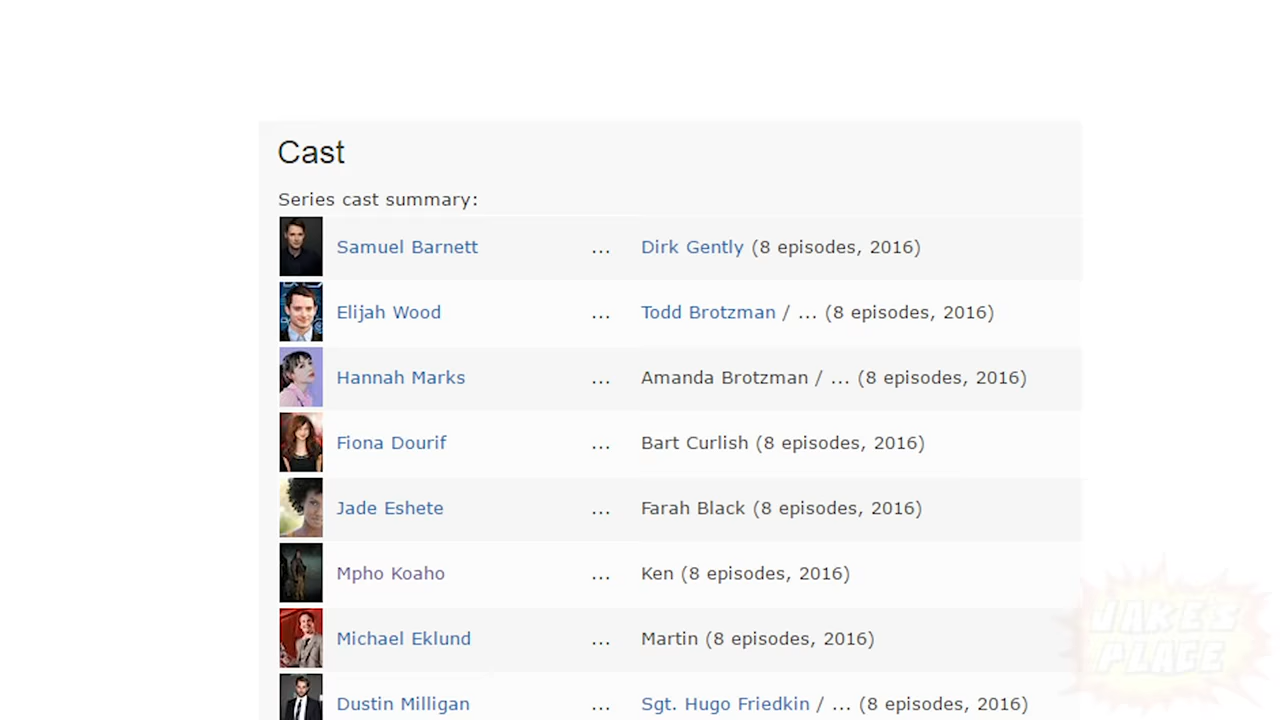 Cast
Series cast summary:
Samuel Barnett ... Dirk Gently (8 episodes, 2016)
Elijah Wood ... Todd Brotzman / ... (8 episodes, 2016)
Hannah Marks ... Amanda Brotzman / ... (8 episodes, 2016)
Fiona Dourif ... Bart Curlish (8 episodes, 2016)
Jade Eshete ... Farah Black (8 episodes, 2016)
Mpho Koaho ... Ken (8 episodes, 2016)
Michael Eklund ... Martin (8 episodes, 2016)
Dustin Milligan ... Sgt. Hugo Friedkin / ... (8 episodes, 2016)
JAKE'S
PLACE